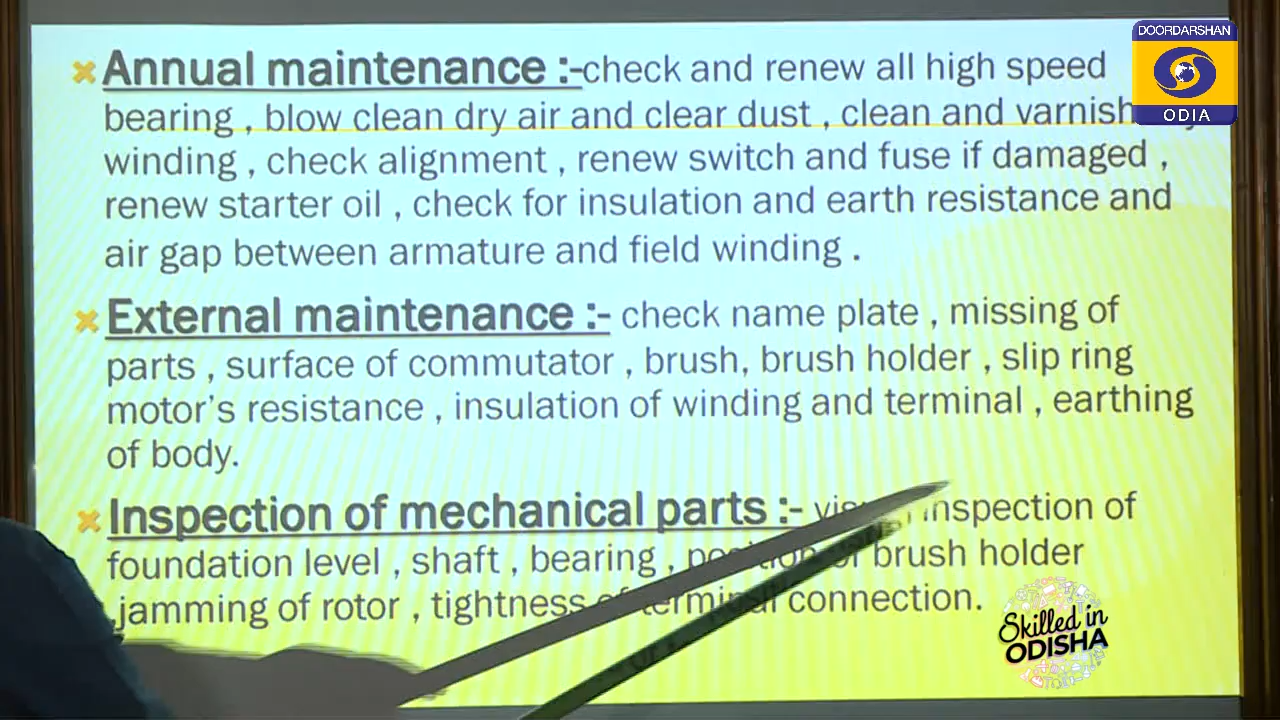 Annual maintenance :-check and renew all high speed
bearing , blow clean dry air and clear dust , clean and varnish
winding , check alignment , renew switch and fuse if damaged ,
renew starter oil , check for insulation and earth resistance and
air gap between armature and field winding .
External maintenance :- check name plate , missing of
parts , surface of commutator , brush, brush holder , slip ring
motor's resistance , insulation of winding and terminal , earthing
of body.
Inspection of mechanical parts :- inspection of
foundation level , shaft , bearing , brush holder
jamming of rotor , tightness of terminal connection.
DOORDARSHAN
ODIA
Skilled in
ODISHA